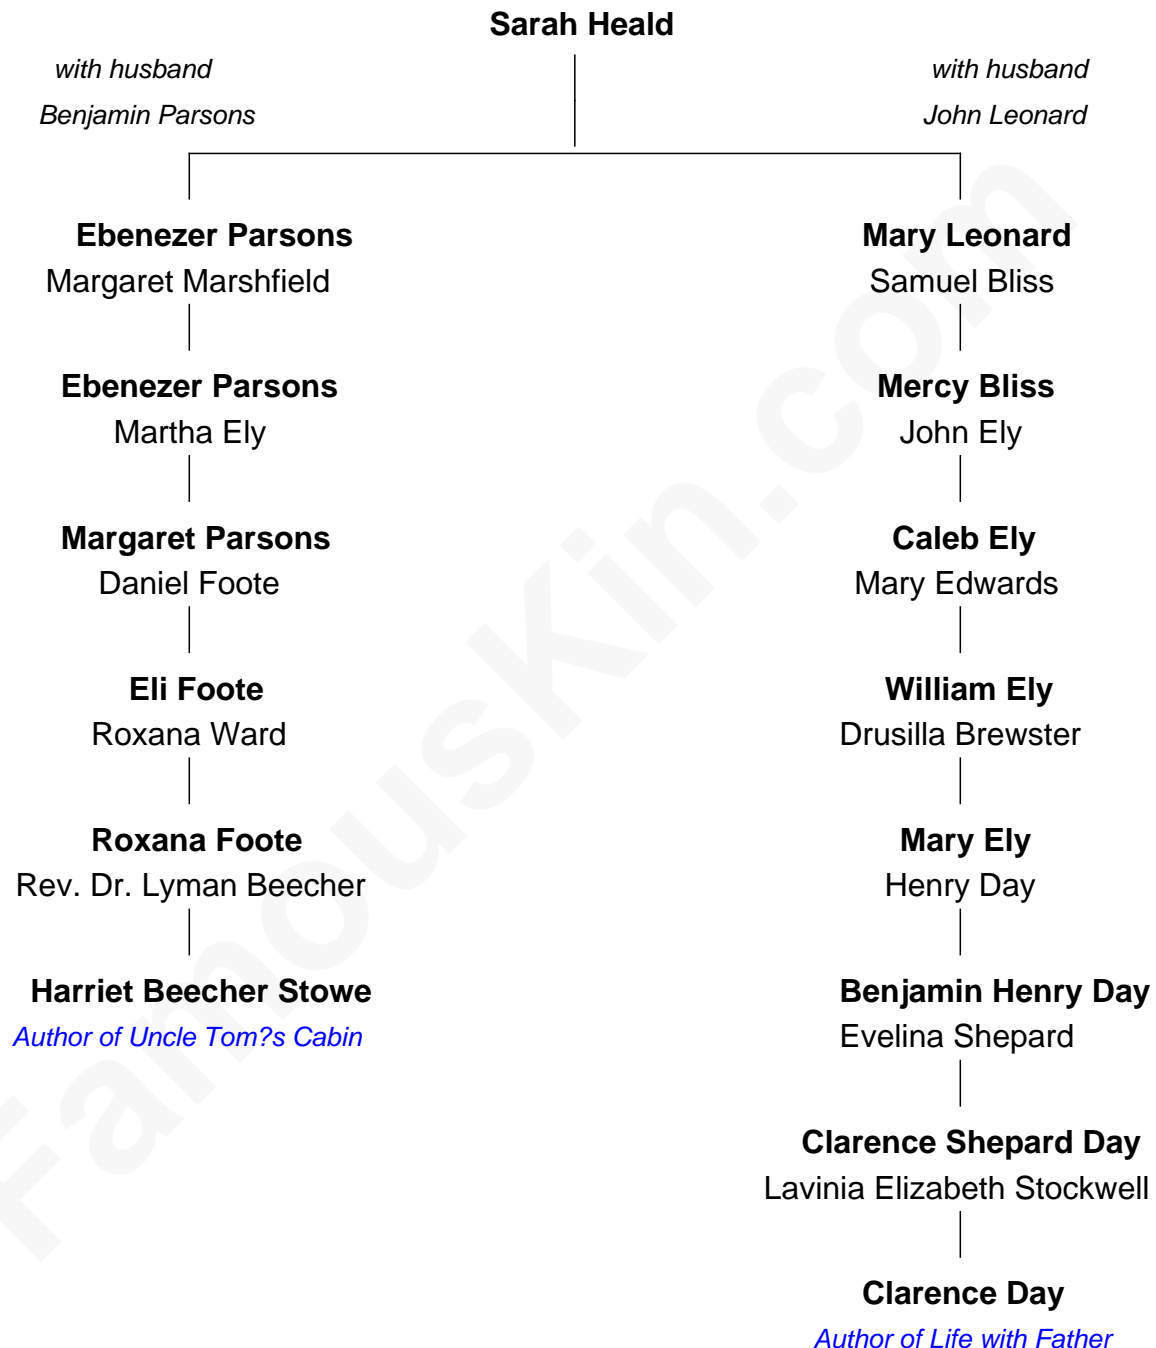 Sarah Heald
with husband
Benjamin Parsons
with husband
John Leonard
Ebenezer Parsons
Margaret Marshfield
Mary Leonard
Samuel Bliss
Ebenezer Parsons
Martha Ely
Mercy Bliss
John Ely
Margaret Parsons
Daniel Foote
Caleb Ely
Mary Edwards
Eli Foote
Roxana Ward
William Ely
Drusilla Brewster
Roxana Foote
Rev. Dr. Lyman Beecher
Mary Ely
Henry Day
Harriet Beecher Stowe
Author of Uncle Tom?s Cabin
Benjamin Henry Day
Evelina Shepard
Clarence Shepard Day
Lavinia Elizabeth Stockwell
Clarence Day
Author of Life with Father
FamousKin.com